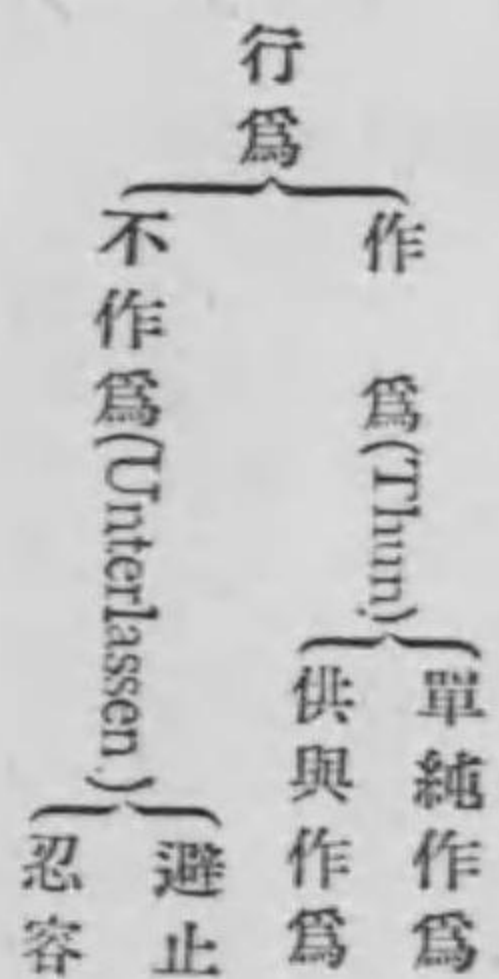 行爲
作爲(Thun)
單純作爲
供與作爲
不作爲(Unterlassen.)
避止
忍容